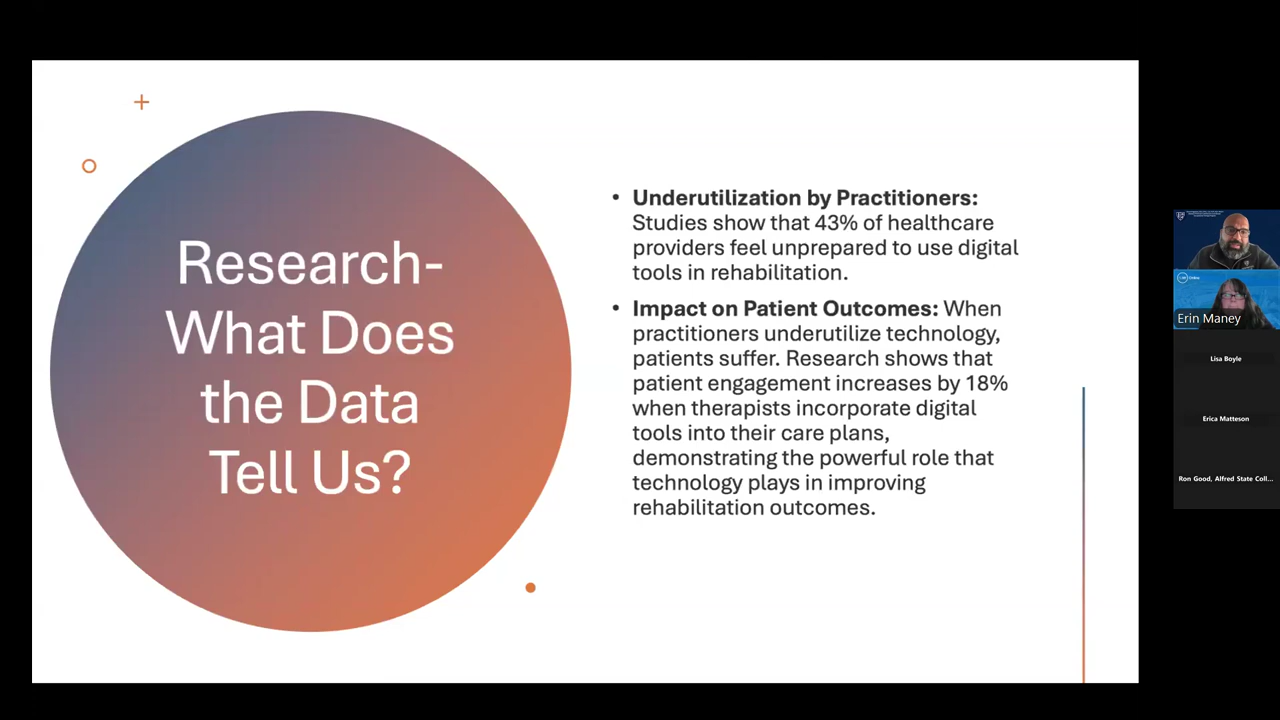 Research-
What Does
the Data
Tell Us?
• Underutilization by Practitioners:
Studies show that 43% of healthcare
providers feel unprepared to use digital
tools in rehabilitation.
• Impact on Patient Outcomes: When
practitioners underutilize technology,
patients suffer. Research shows that
patient engagement increases by 18%
when therapists incorporate digital
tools into their care plans,
demonstrating the powerful role that
technology plays in improving
rehabilitation outcomes.
Erin Maney
Lisa Boyle
Erica Matteson
Ron Good, Alfred State Coll...